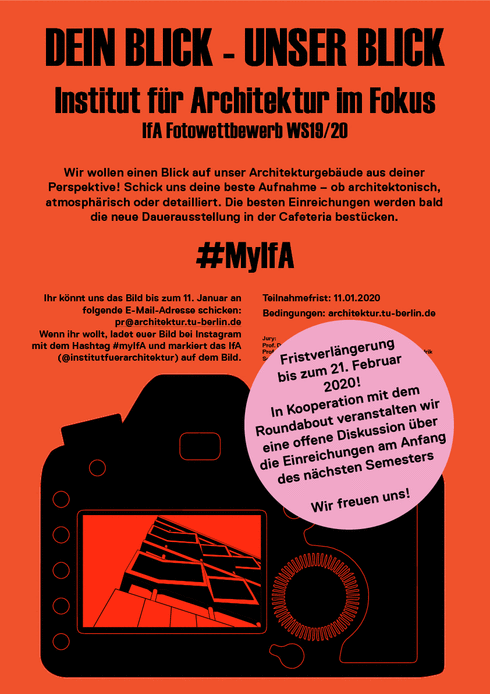 DEIN BLICK - UNSER BLICK
Institut für Architektur im Fokus
IfA Fotowettbewerb WS19/20
Wir wollen einen Blick auf unser Architekturgebäude aus deiner
Perspektive! Schick uns deine beste Aufnahme – ob architektonisch,
atmosphärisch oder detailliert. Die besten Einreichungen werden bald
die neue Dauerausstellung in der Cafeteria bestücken.
#MyIfA
Ihr könnt uns das Bild bis zum 11. Januar an
folgende E-Mail-Adresse schicken:
pr@architektur.tu-berlin.de
Wenn ihr wollt, ladet euer Bild bei Instagram
mit dem Hashtag #myIfA und markiert das IfA
(@institutfuerarchitektur) auf dem Bild.
Teilnahmefrist: 11.01.2020
Bedingungen: architektur.tu-berlin.de
Jury:
Fristverlängerung
bis zum 21. Februar
2020!
In Kooperation mit dem
Roundabout veranstalten wir
eine offene Diskussion über
die Einreichungen am Anfang
des nächsten Semesters
Wir freuen uns!